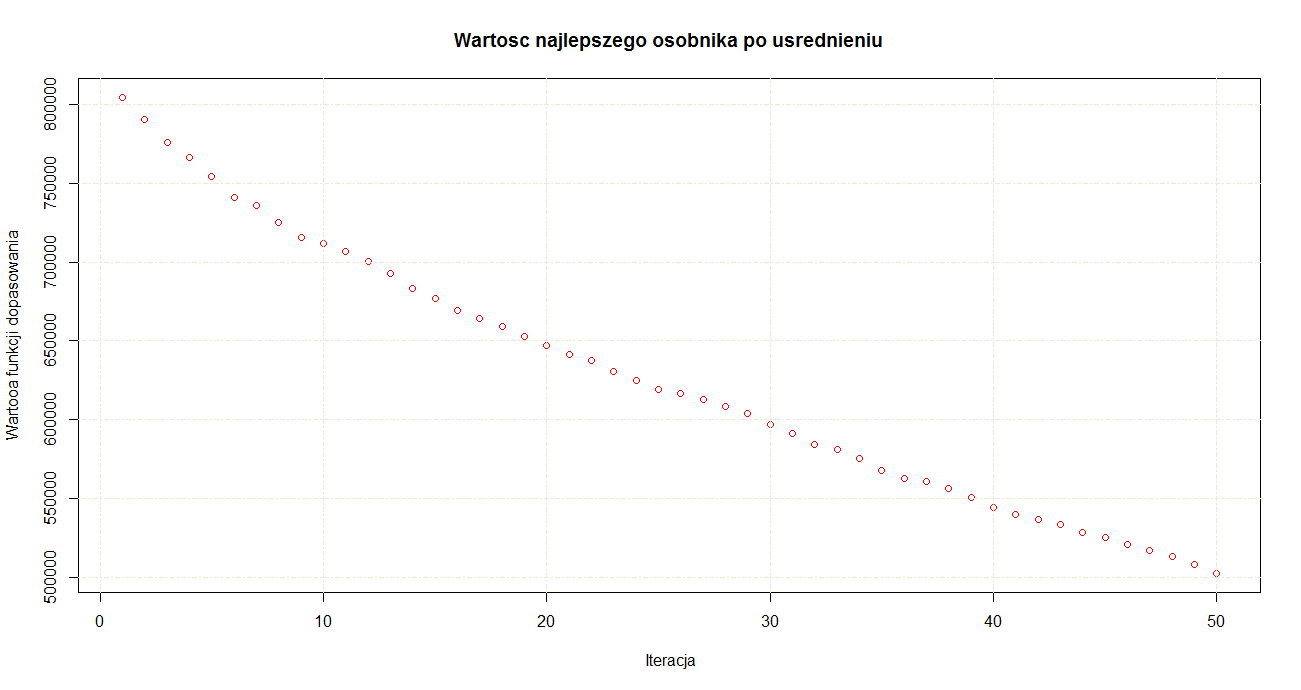 Wartosc najlepszego osobnika po usrednieniu
Wartooa funkcji dopasowania
800000
750000
700000
650000
600000
550000
500000
0 10 20 30 40 50
Iteracja